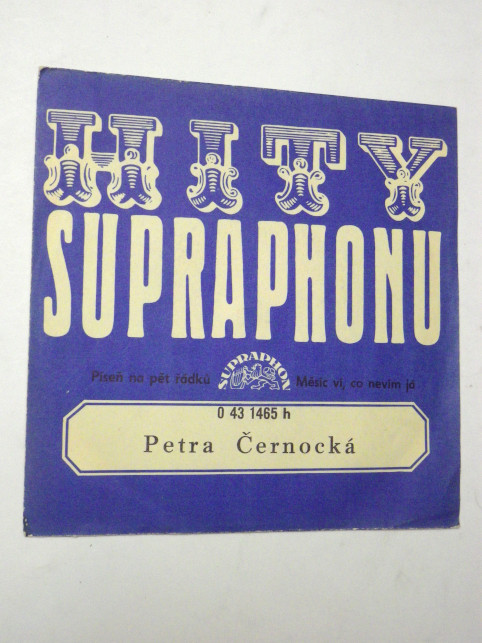 HITY
SUPRAPHONU
Píseň na pět řádků SUPRAPHON Měsíc ví, co nevím já
0 43 1465 h
Petra Černocká